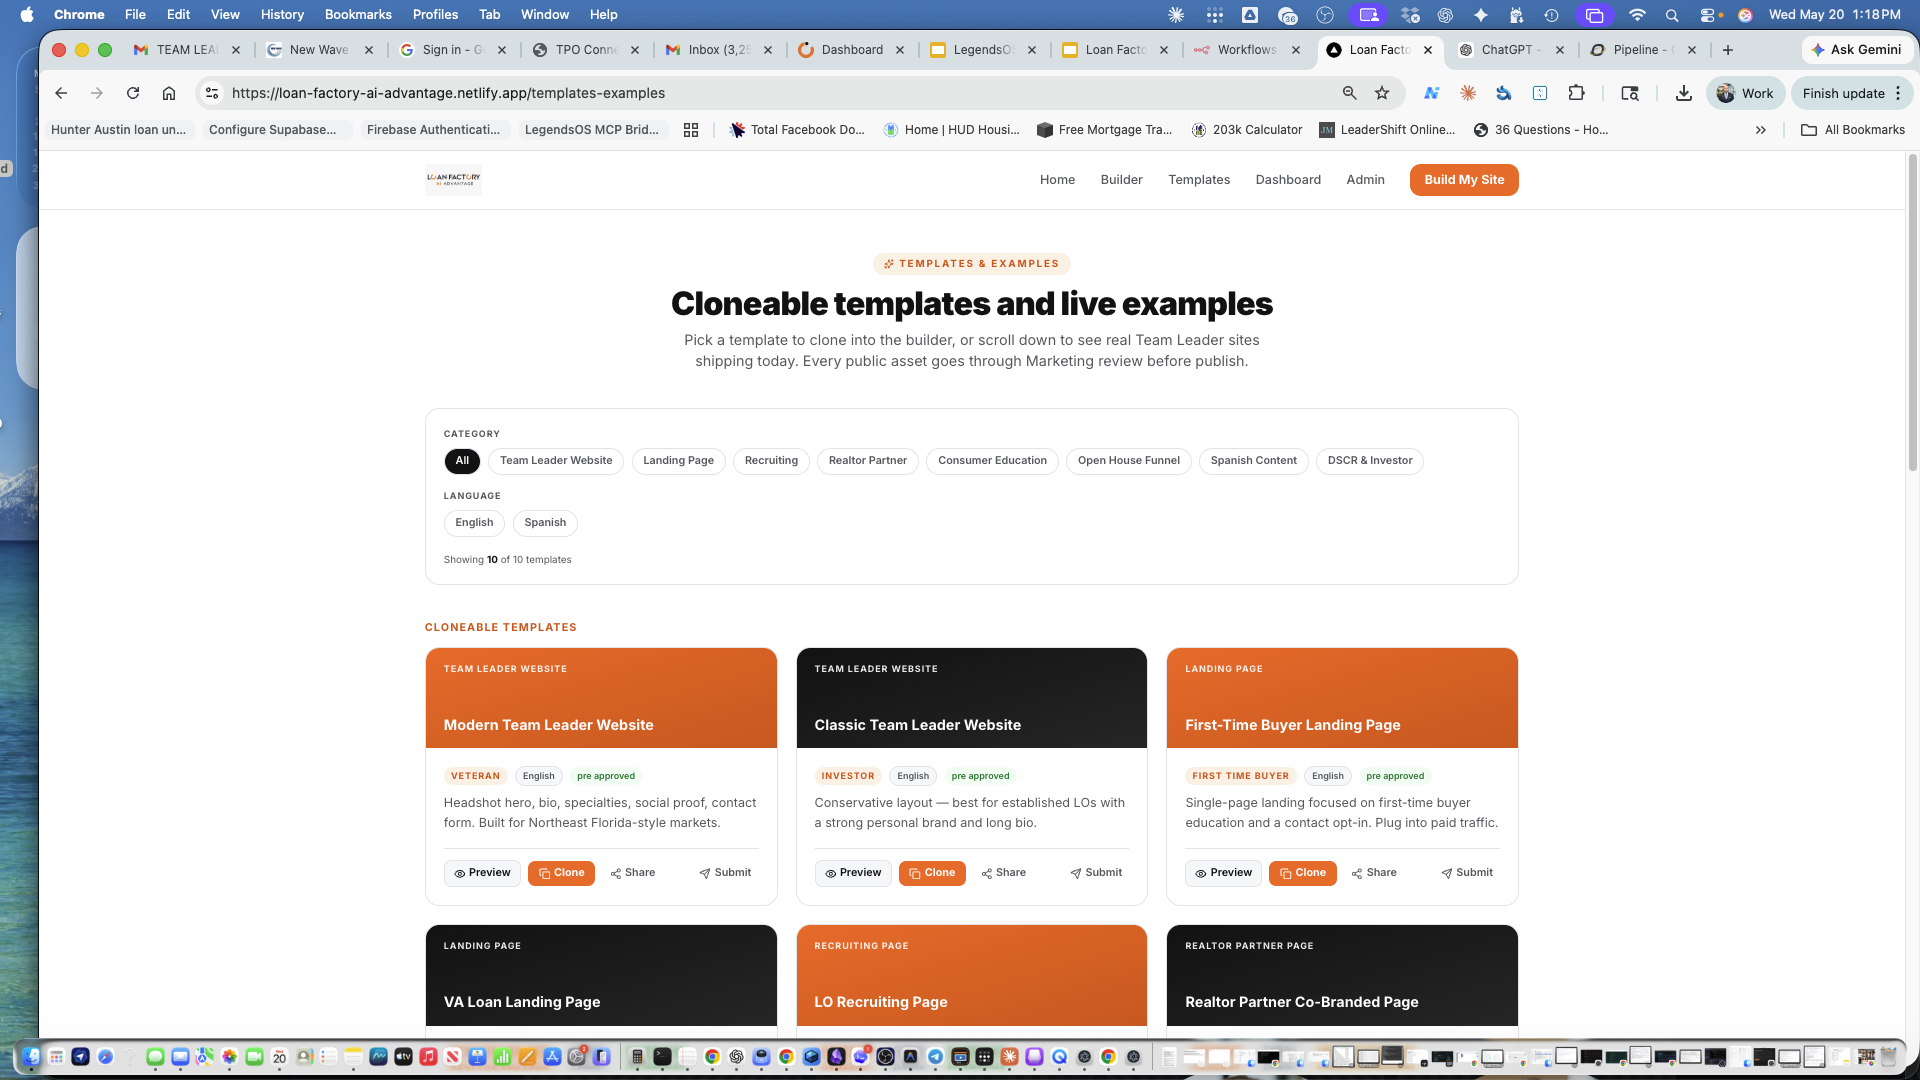 Chrome File Edit View History Bookmarks Profiles Tab Window Help
36
Wed May 20 1:18 PM
TEAM LEA
New Wave
Sign in - G
TPO Conne
Inbox (3,2
Dashboard
LegendsO
Loan Facto
Workflows
Loan Facto
ChatGPT -
Pipeline -
Ask Gemini
https://loan-factory-ai-advantage.netlify.app/templates-examples
Work
Finish update
Hunter Austin loan un...
Configure Supabase...
Firebase Authenticati...
LegendsOS MCP Brid...
Total Facebook Do...
Home | HUD Housi...
Free Mortgage Tra...
203k Calculator
JM
LeaderShift Online...
36 Questions - Ho...
All Bookmarks
LOAN FACTORY
AI ADVANTAGE
Home
Builder
Templates
Dashboard
Admin
Build My Site
TEMPLATES & EXAMPLES
Cloneable templates and live examples
Pick a template to clone into the builder, or scroll down to see real Team Leader sites
shipping today. Every public asset goes through Marketing review before publish.
CATEGORY
All
Team Leader Website
Landing Page
Recruiting
Realtor Partner
Consumer Education
Open House Funnel
Spanish Content
DSCR & Investor
LANGUAGE
English
Spanish
Showing 10 of 10 templates
CLONEABLE TEMPLATES
TEAM LEADER WEBSITE
Modern Team Leader Website
VETERAN
English
pre approved
Headshot hero, bio, specialties, social proof, contact
form. Built for Northeast Florida-style markets.
Preview
Clone
Share
Submit
TEAM LEADER WEBSITE
Classic Team Leader Website
INVESTOR
English
pre approved
Conservative layout — best for established LOs with
a strong personal brand and long bio.
Preview
Clone
Share
Submit
LANDING PAGE
First-Time Buyer Landing Page
FIRST TIME BUYER
English
pre approved
Single-page landing focused on first-time buyer
education and a contact opt-in. Plug into paid traffic.
Preview
Clone
Share
Submit
LANDING PAGE
VA Loan Landing Page
RECRUITING PAGE
LO Recruiting Page
REALTOR PARTNER PAGE
Realtor Partner Co-Branded Page
20